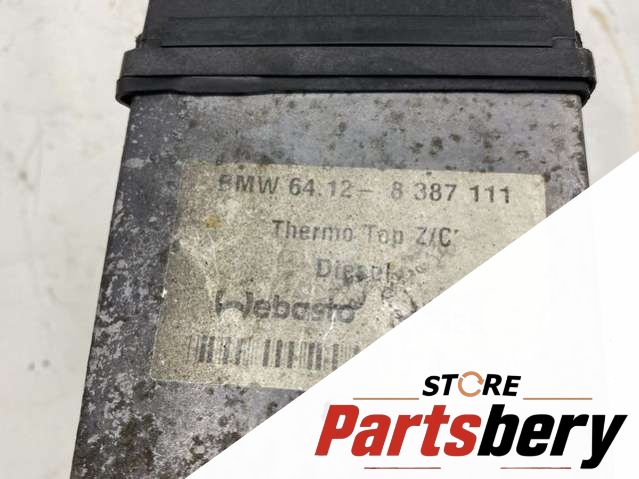 BMW 64.12 - 8 387 111
Thermo Top Z/C
Diesel
Webasto
STORE
Partsbery